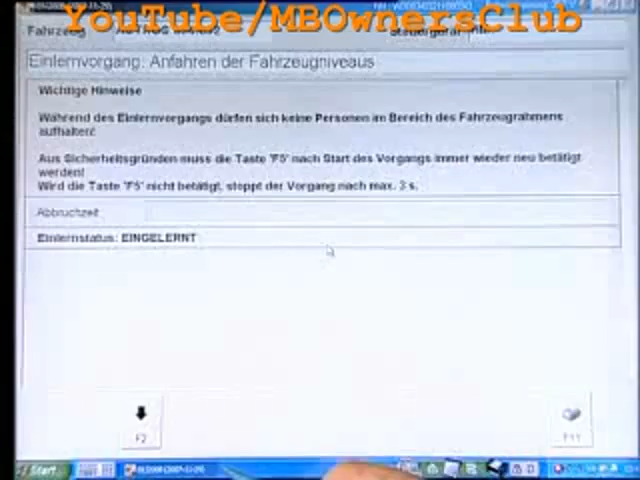 YouTube/MBOwnersClub
Fahrzeug
Steuergerät
Einlernvorgang: Anfahren der Fahrzeugniveaus
Wichtige Hinweise
Während des Einlernvorgangs dürfen sich keine Personen im Bereich des Fahrzeugrahmens
aufhalten!
Aus Sicherheitsgründen muss die Taste 'F5' nach Start des Vorgangs immer wieder neu betätigt
werden!
Wird die Taste 'F5' nicht betätigt, stoppt der Vorgang nach max. 3 s.
Abbruchzeit
Einlernstatus: EINGELERNT
F2
F11
Start